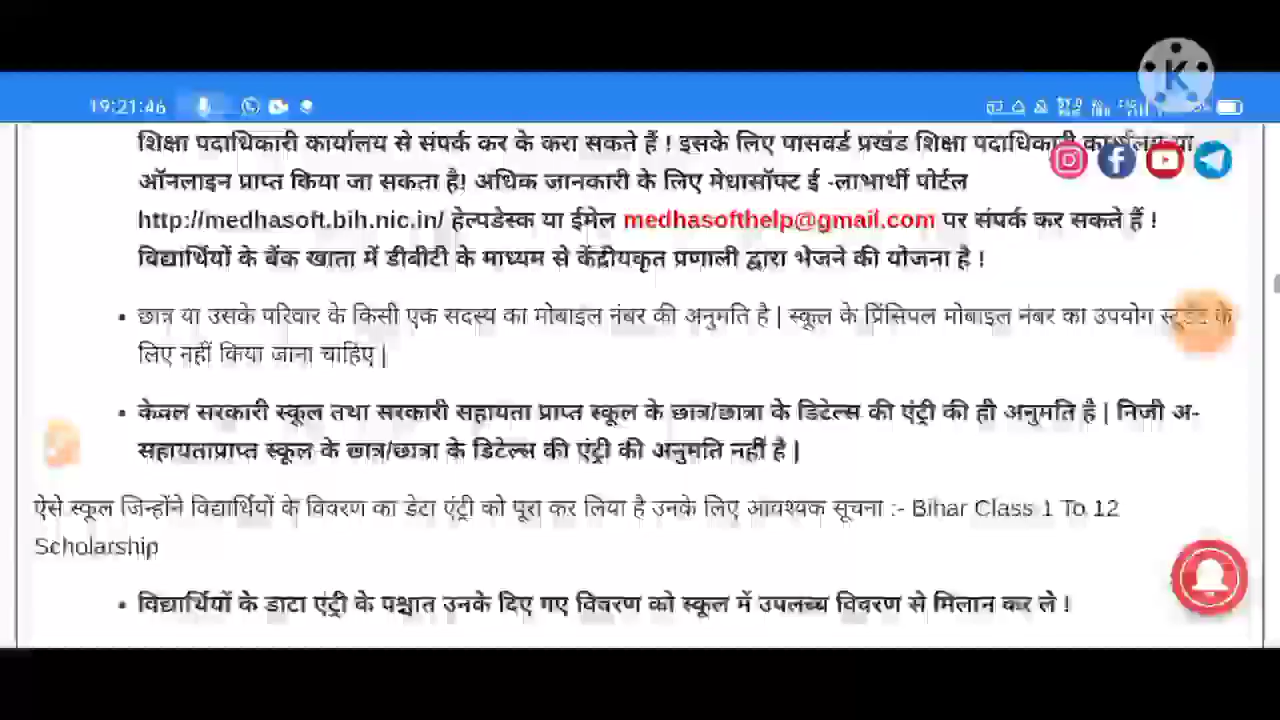 19:21:46
K
शिक्षा पदाधिकारी कार्यालय से संपर्क कर के करा सकते हैं ! इसके लिए पासवर्ड प्रखंड शिक्षा पदाधिकारी कार्यालय या
ऑनलाइन प्राप्त किया जा सकता है! अधिक जानकारी के लिए मेधासॉफ्ट ई -लाभार्थी पोर्टल
http://medhasoft.bih.nic.in/ हेल्पडेस्क या ईमेल medhasofthelp@gmail.com पर संपर्क कर सकते हैं !
विद्यार्थियों के बैंक खाता में डीबीटी के माध्यम से केंद्रीयकृत प्रणाली द्वारा भेजने की योजना है !
• छात्र या उसके परिवार के किसी एक सदस्य का मोबाइल नंबर की अनुमति है | स्कूल के प्रिंसिपल मोबाइल नंबर का उपयोग स्टूडेंट के
लिए नहीं किया जाना चाहिए |
• केवल सरकारी स्कूल तथा सरकारी सहायता प्राप्त स्कूल के छात्र/छात्रा के डिटेल्स की एंट्री की ही अनुमति है | निजी अ-
सहायताप्राप्त स्कूल के छात्र/छात्रा के डिटेल्स की एंट्री की अनुमति नहीं है |
ऐसे स्कूल जिन्होंने विद्यार्थियों के विवरण का डेटा एंट्री को पूरा कर लिया है उनके लिए आवश्यक सूचना :- Bihar Class 1 To 12
Scholarship
• विद्यार्थियों के डाटा एंट्री के पश्चात उनके दिए गए विवरण को स्कूल में उपलब्ध विवरण से मिलान कर ले !